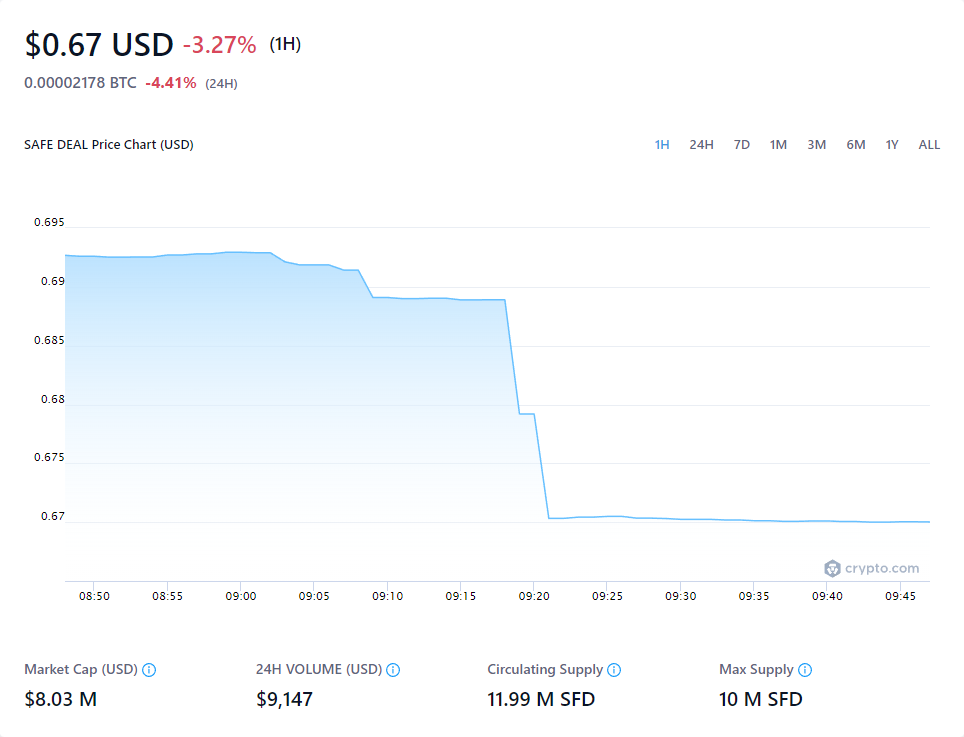 $0.67 USD -3.27% (1H)
0.00002178 BTC -4.41% (24H)
SAFE DEAL Price Chart (USD) 1H 24H 7D 1M 3M 6M 1Y ALL
0.695
0.69
0.685
0.68
0.675
0.67
crypto.com
08:50 08:55 09:00 09:05 09:10 09:15 09:20 09:25 09:30 09:35 09:40 09:45
Market Cap (USD) 24H VOLUME (USD) Circulating Supply Max Supply
$8.03 M $9,147 11.99 M SFD 10 M SFD